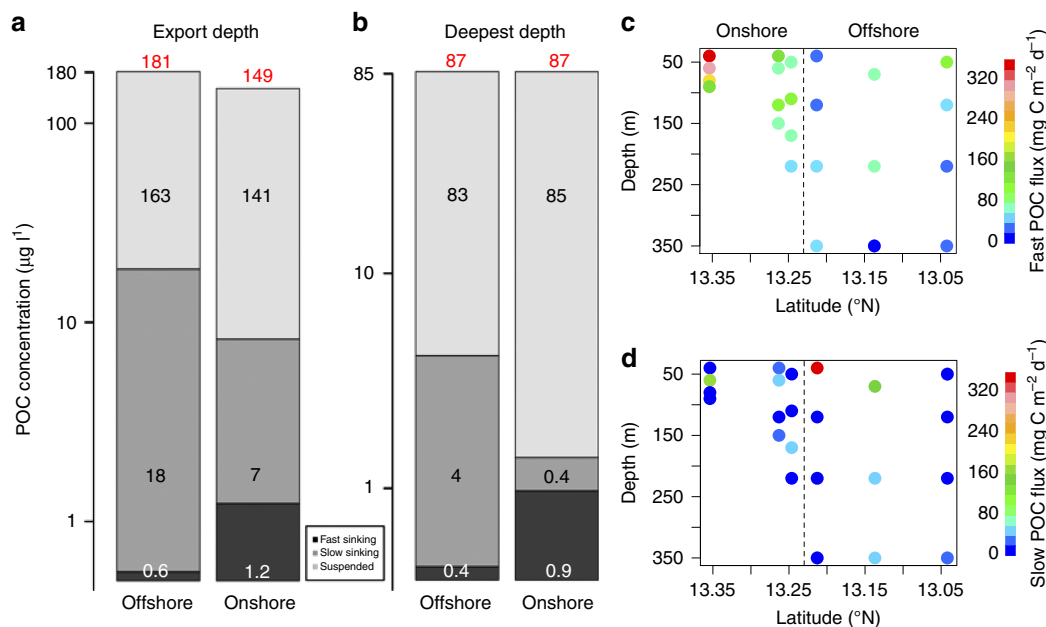 a
Export depth
181
149
180
100
10
1
163
141
18
7
0.6
1.2
Offshore
Onshore
POC concentration (µg l¹)
Fast sinking
Slow sinking
Suspended
b
Deepest depth
87
87
85
10
1
83
85
4
0.4
0.4
0.9
Offshore
Onshore
c
Onshore
Offshore
50
150
250
350
Depth (m)
13.35
13.25
13.15
13.05
Latitude (°N)
320
240
160
80
0
Fast POC flux (mg C m⁻² d⁻¹)
d
50
150
250
350
Depth (m)
13.35
13.25
13.15
13.05
Latitude (°N)
320
240
160
80
0
Slow POC flux (mg C m⁻² d⁻¹)